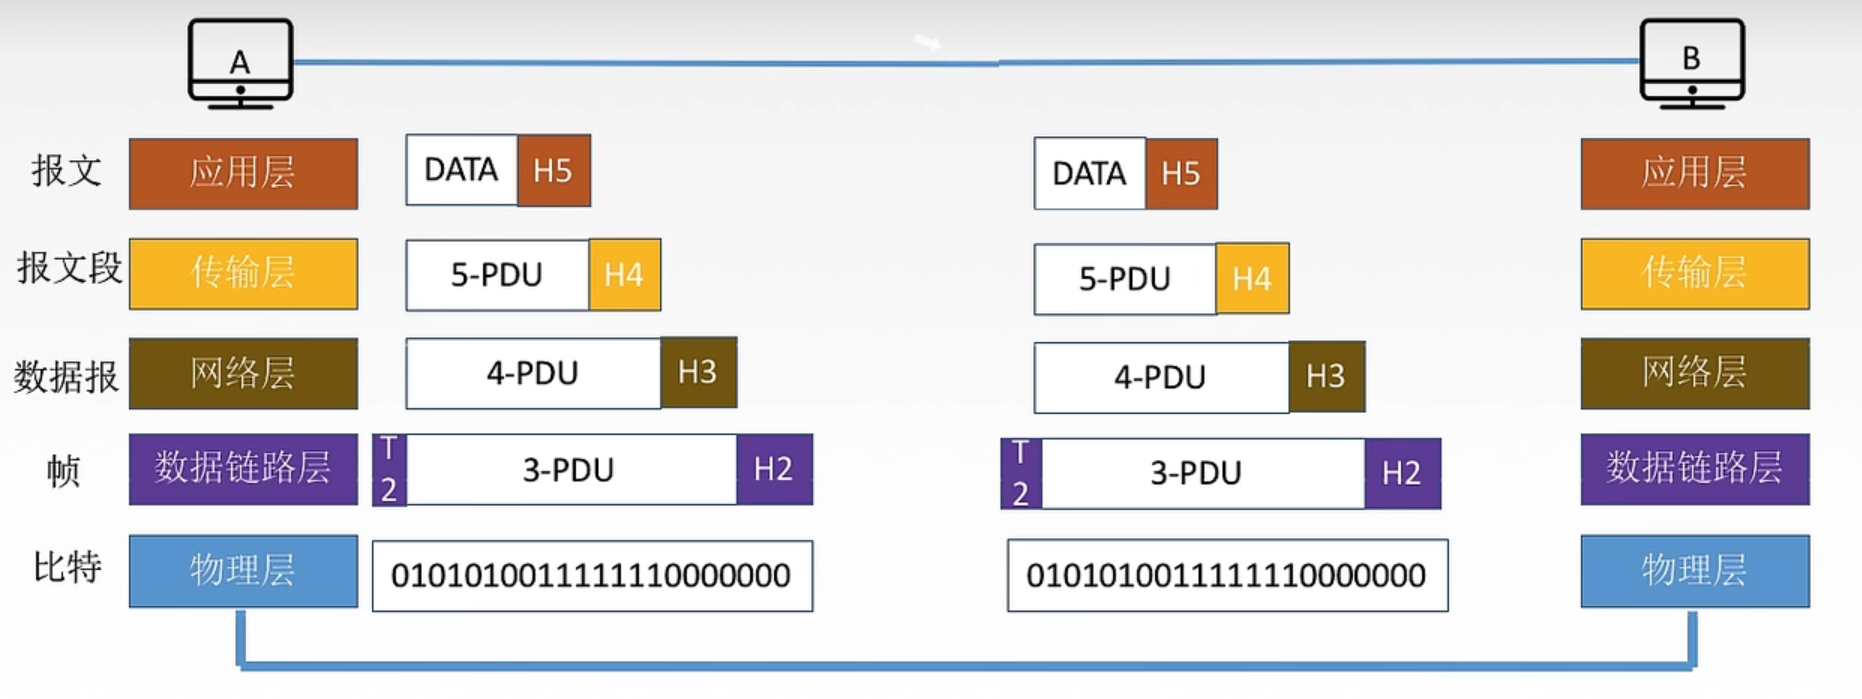 A
B
报文
应用层
DATA H5
DATA H5
应用层
报文段
传输层
5-PDU H4
5-PDU H4
传输层
数据报
网络层
4-PDU H3
4-PDU H3
网络层
帧
数据链路层
T2 3-PDU H2
T2 3-PDU H2
数据链路层
比特
物理层
0101010011111110000000
0101010011111110000000
物理层